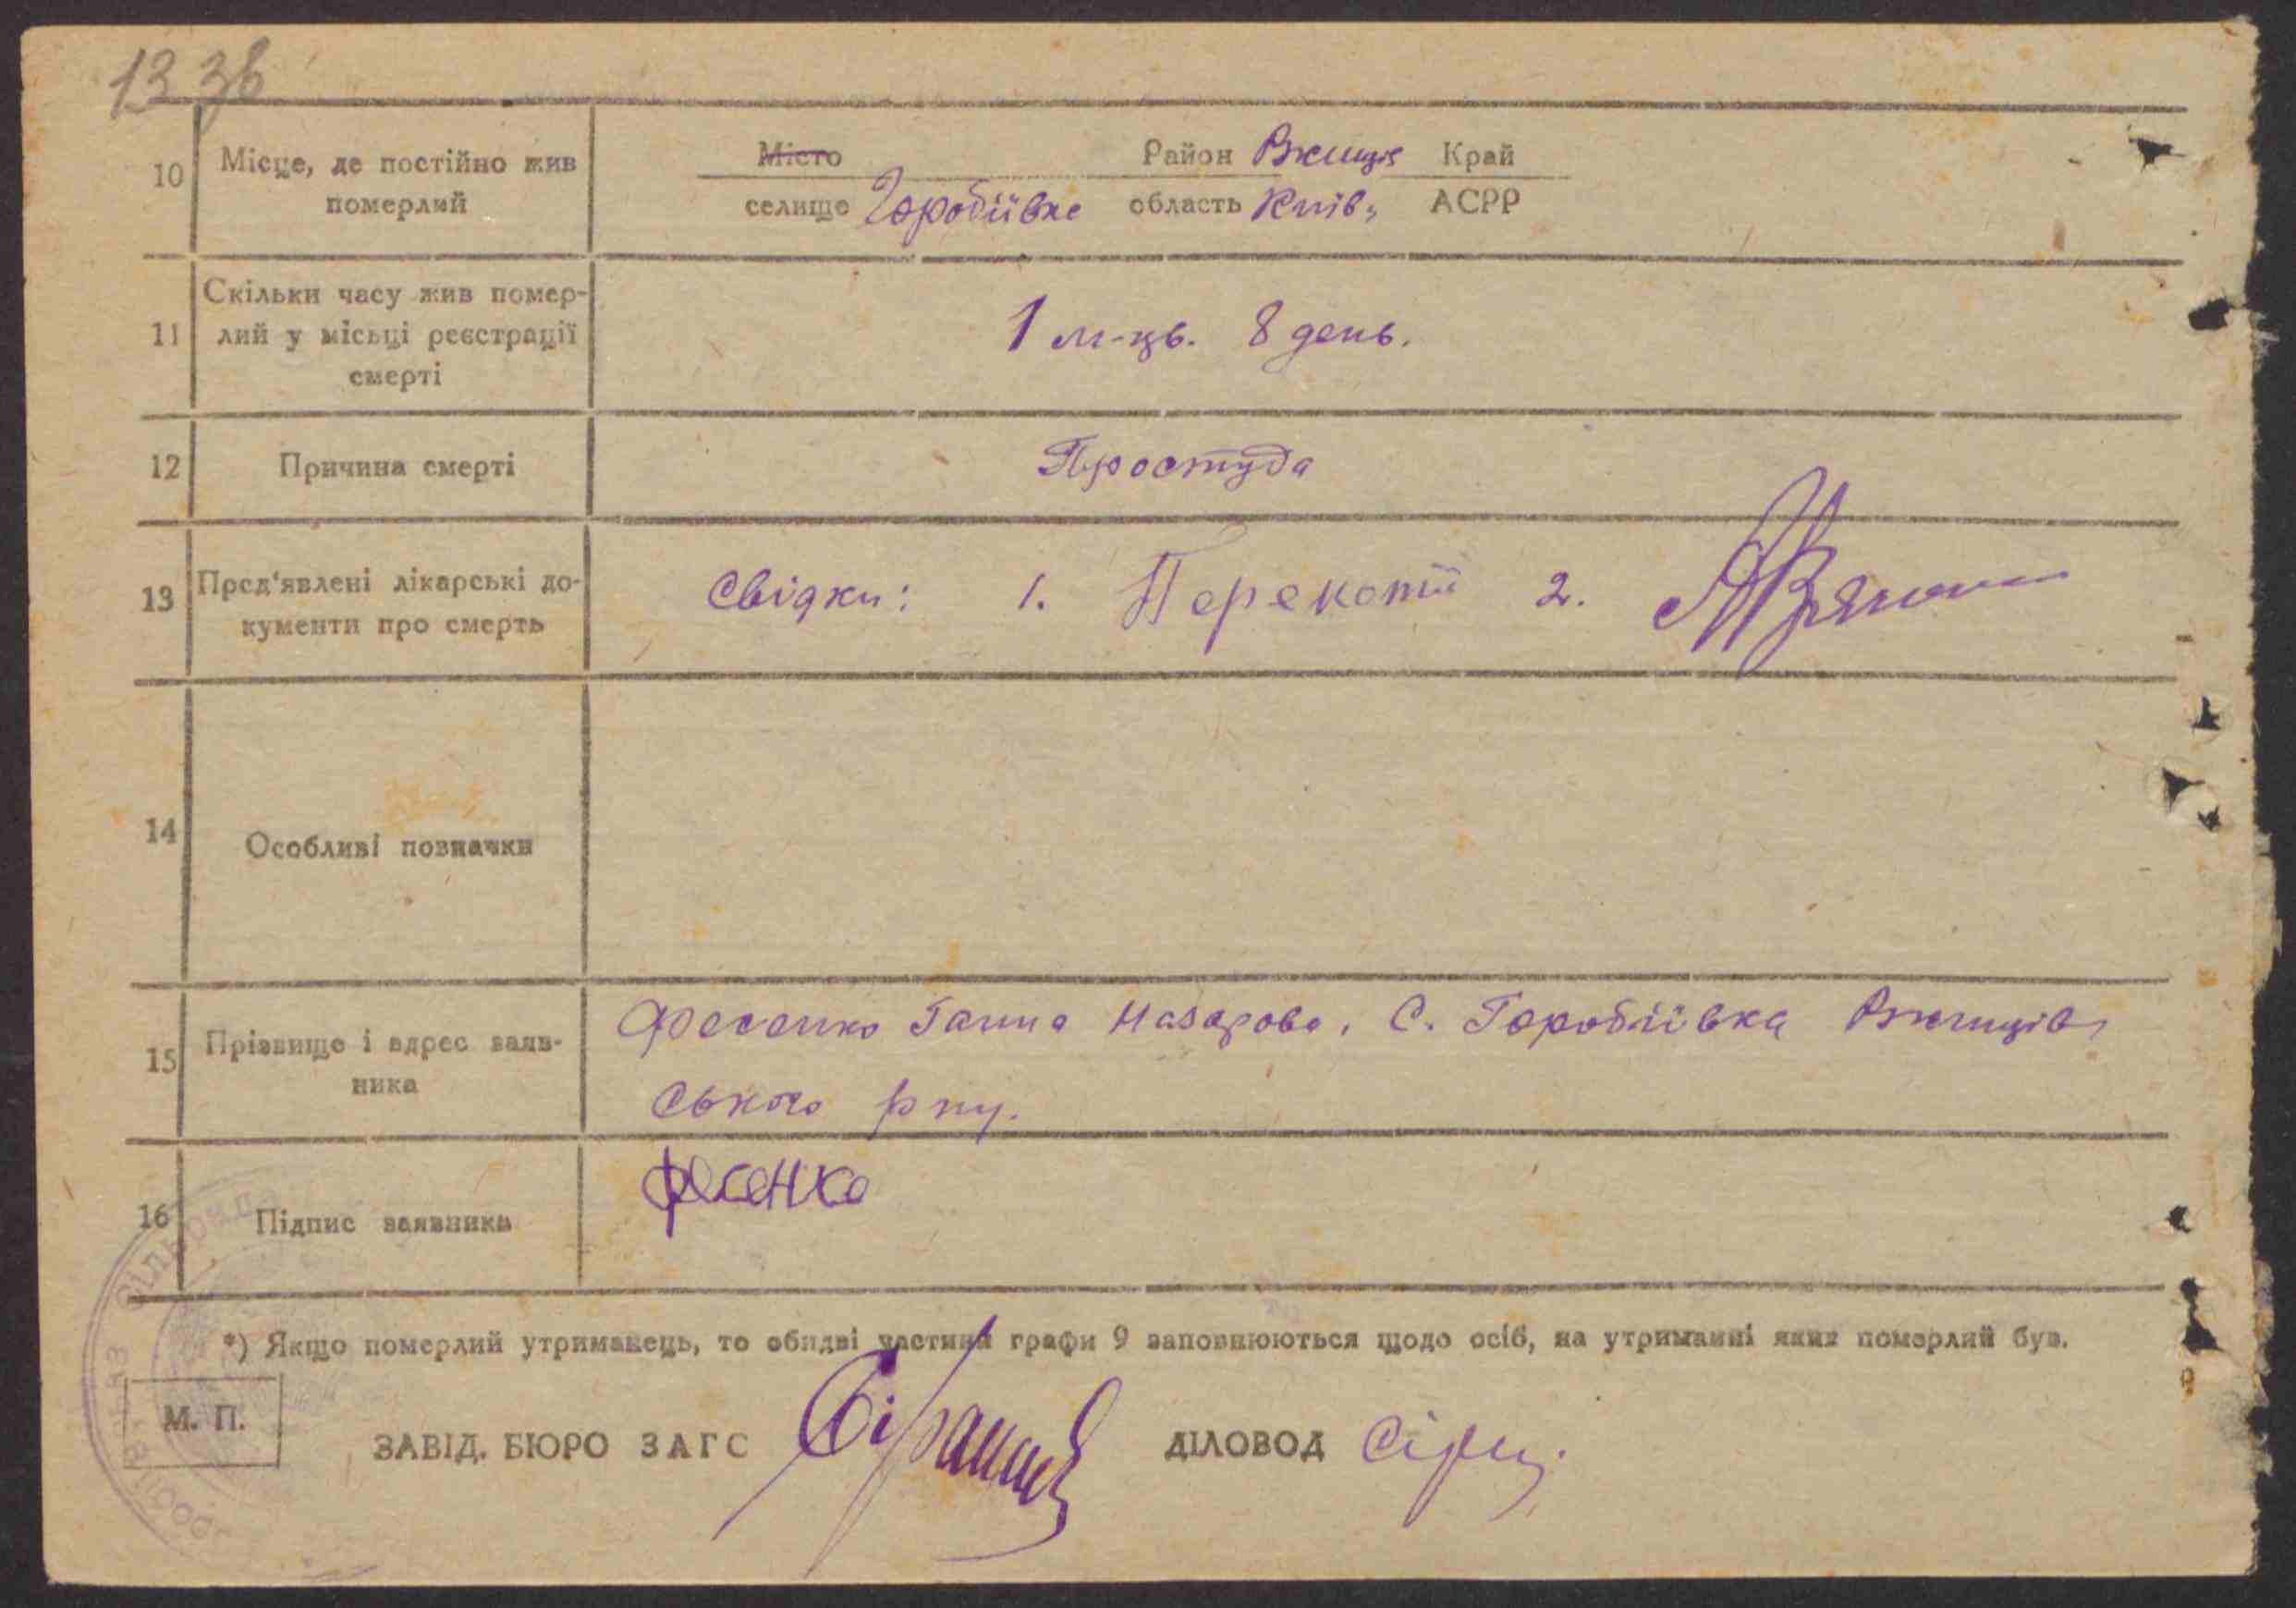 13 зв
10 Місце, де постійно жив померлий
Місто Район Ржищів Край
селище Горобіївка область Київ. АСРР
11 Скільки часу жив помер-
лий у місьці реєстрації
смерті
1 м-ць. 8 день.
12 Причина смерті Простуда
13 Пред'явлені лікарські до-
кументи про смерть
Свідки: 1. Перекотій 2.
14 Особливі позначки
15 Прізвище і адрес заяв-
ника
Фесенко Ганна Назарова, С. Горобіївка Ржищів
ського р-ну.
16 Підпис заявника Фесенко
*) Якщо померлий утриманець, то обидві частини графи 9 заповнюються щодо осіб, на утриманні яких померлий був.
М. П.
ЗАВІД. БЮРО ЗАГС ДІЛОВОД